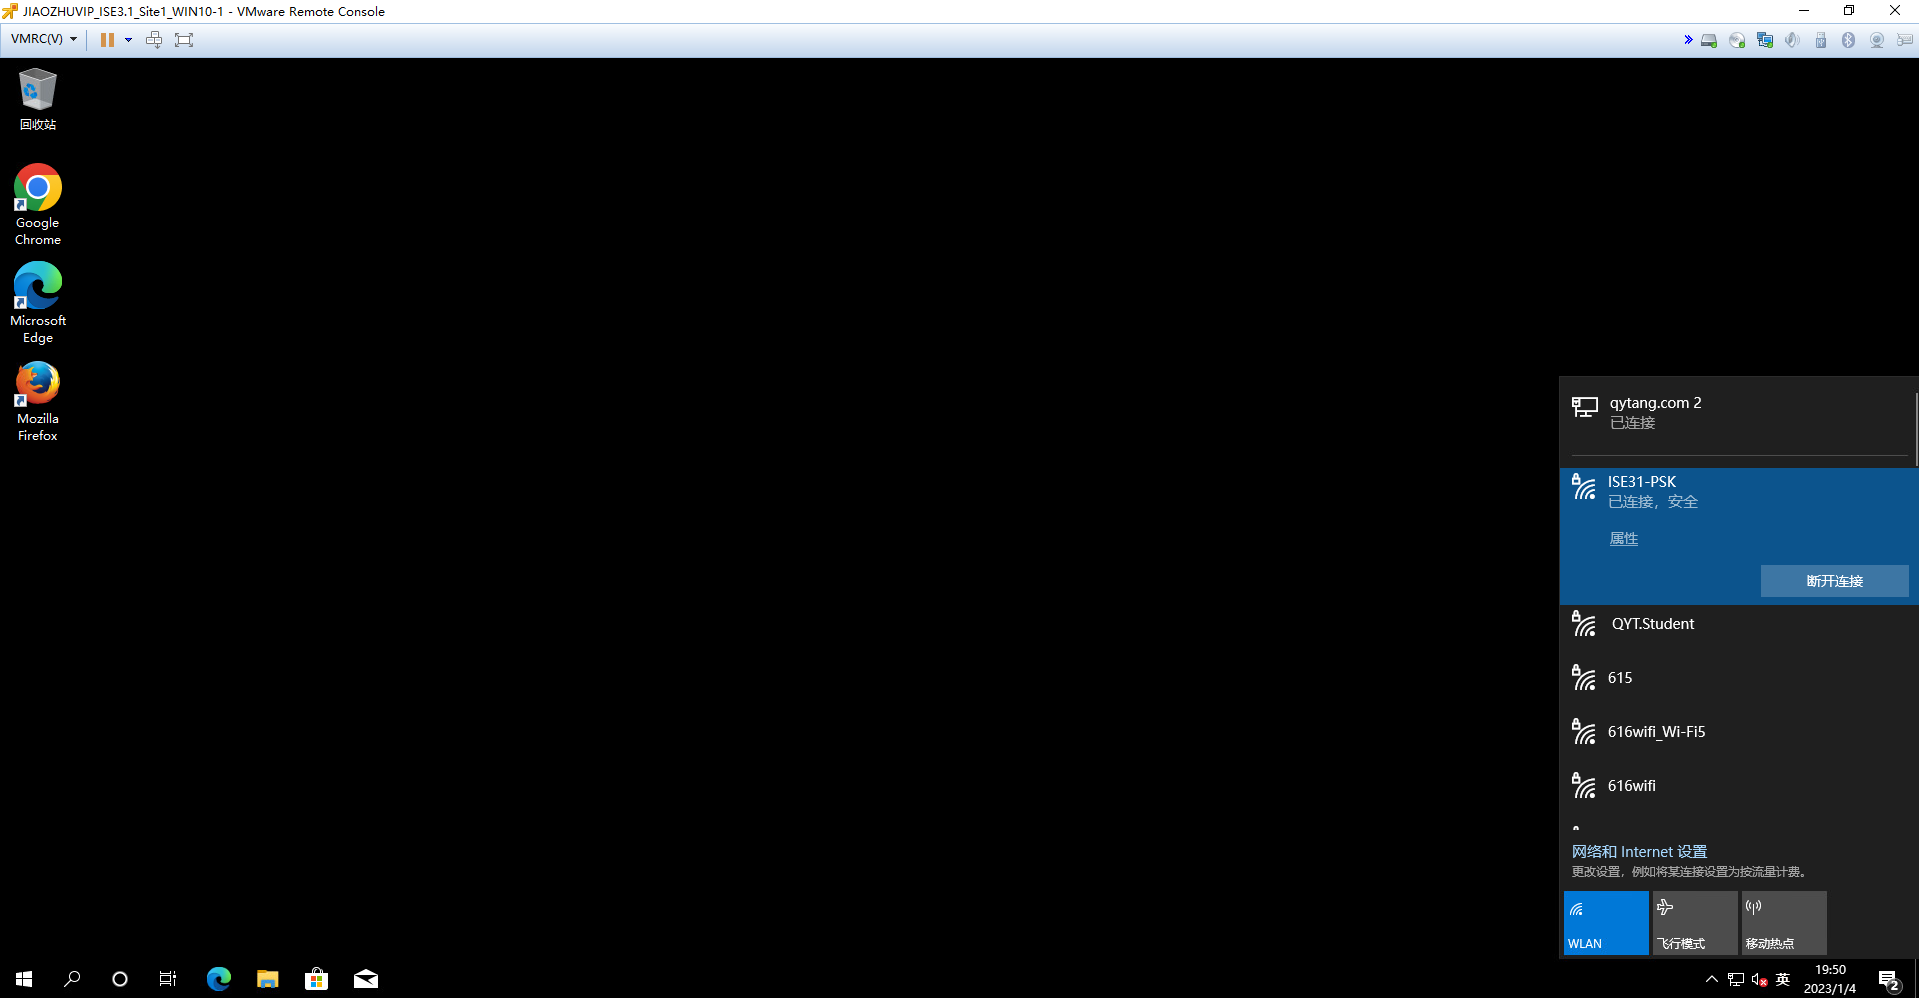 JIAOZHUVIP_ISE3.1_Site1_WIN10-1 - VMware Remote Console
VMRC(V)
回收站
Google
Chrome
Microsoft
Edge
Mozilla
Firefox
qytang.com 2
已连接
ISE31-PSK
已连接，安全
属性
断开连接
QYT.Student
615
616wifi_Wi-Fi5
616wifi
网络和 Internet 设置
更改设置，例如将某连接设置为按流量计费。
WLAN
飞行模式
移动热点
英
19:50
2023/1/4
2